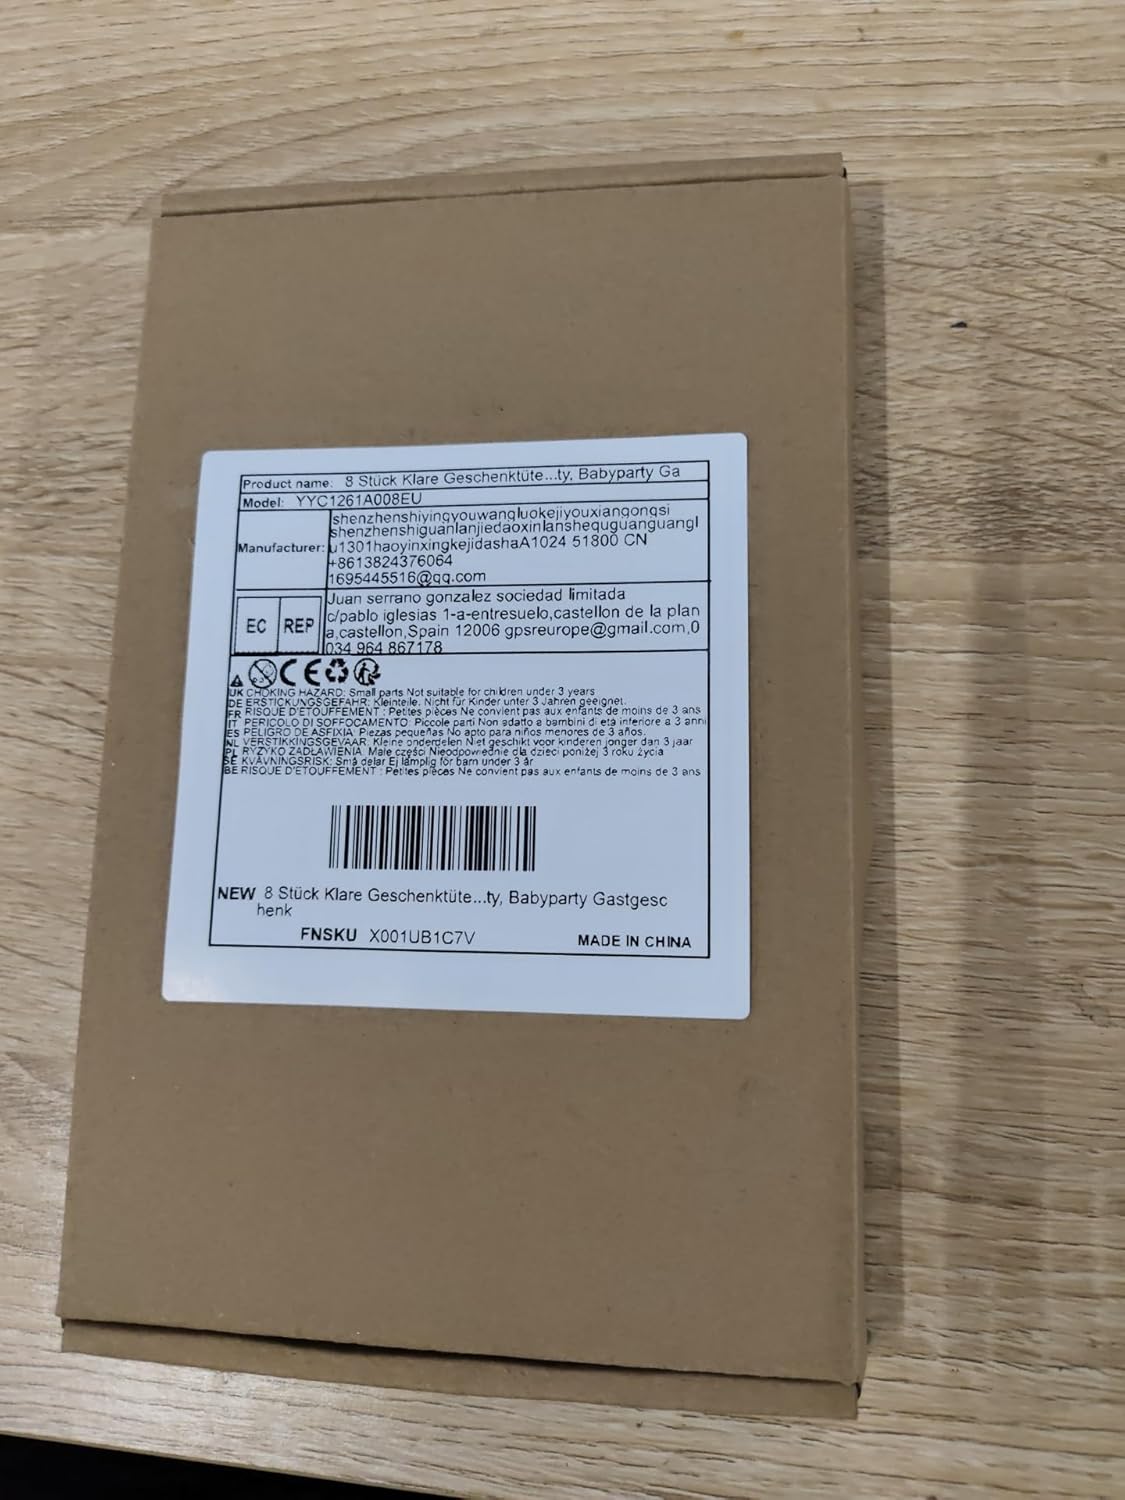 Product name: 8 Stück Klare Geschenktüte...ty, Babyparty Ga
Model: YYC1261A008EU
Manufacturer:
shenzhenshiyingyouwangluokejiyouxiangongsi
shenzhenshiguanlanjiedaoxinlanshequguanguangl
u1301haoyinxingkejidashaA1024 51800 CN
+8613824376064
1695445516@qq.com
EC REP
Juan serrano gonzalez sociedad limitada
c/pablo iglesias 1-a-entresuelo,castellon de la plan
a,castellon,Spain 12006 gpsreurope@gmail.com,0
034 964 867178
0-3 CE
UK CHOKING HAZARD: Small parts Not suitable for children under 3 years
DE ERSTICKUNGSGEFAHR: Kleinteile. Nicht für Kinder unter 3 Jahren geeignet.
FR RISQUE D'ETOUFFEMENT : Petites pièces Ne convient pas aux enfants de moins de 3 ans
IT PERICOLO DI SOFFOCAMENTO: Piccole parti Non adatto a bambini di età inferiore a 3 anni
ES PELIGRO DE ASFIXIA. Piezas pequeñas No apto para niños menores de 3 años.
NL VERSTIKKINGSGEVAAR: Kleine onderdelen Niet geschikt voor kinderen jonger dan 3 jaar
PL RYZYKO ZADŁAWIENIA. Małe części Nieodpowiednie dla dzieci poniżej 3 roku życia
SE KVÄVNINGSRISK: Små delar Ej lämplig för barn under 3 år
BE RISQUE D'ETOUFFEMENT : Petites pièces Ne convient pas aux enfants de moins de 3 ans
NEW 8 Stück Klare Geschenktüte...ty, Babyparty Gastgesc
henk
FNSKU X001UB1C7V MADE IN CHINA